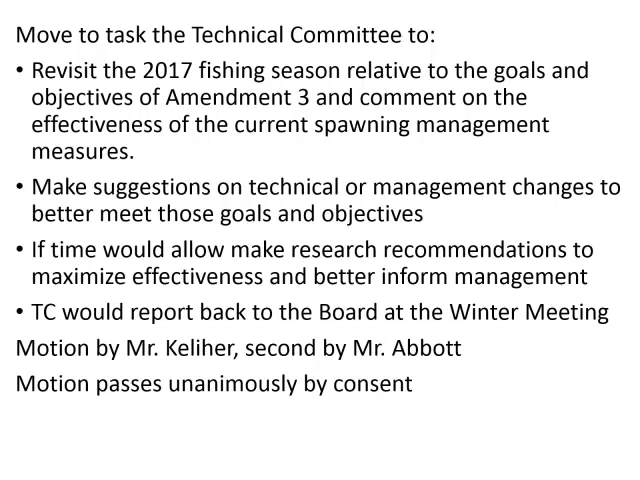 Move to task the Technical Committee to:
• Revisit the 2017 fishing season relative to the goals and
objectives of Amendment 3 and comment on the
effectiveness of the current spawning management
measures.
• Make suggestions on technical or management changes to
better meet those goals and objectives
• If time would allow make research recommendations to
maximize effectiveness and better inform management
• TC would report back to the Board at the Winter Meeting
Motion by Mr. Keliher, second by Mr. Abbott
Motion passes unanimously by consent